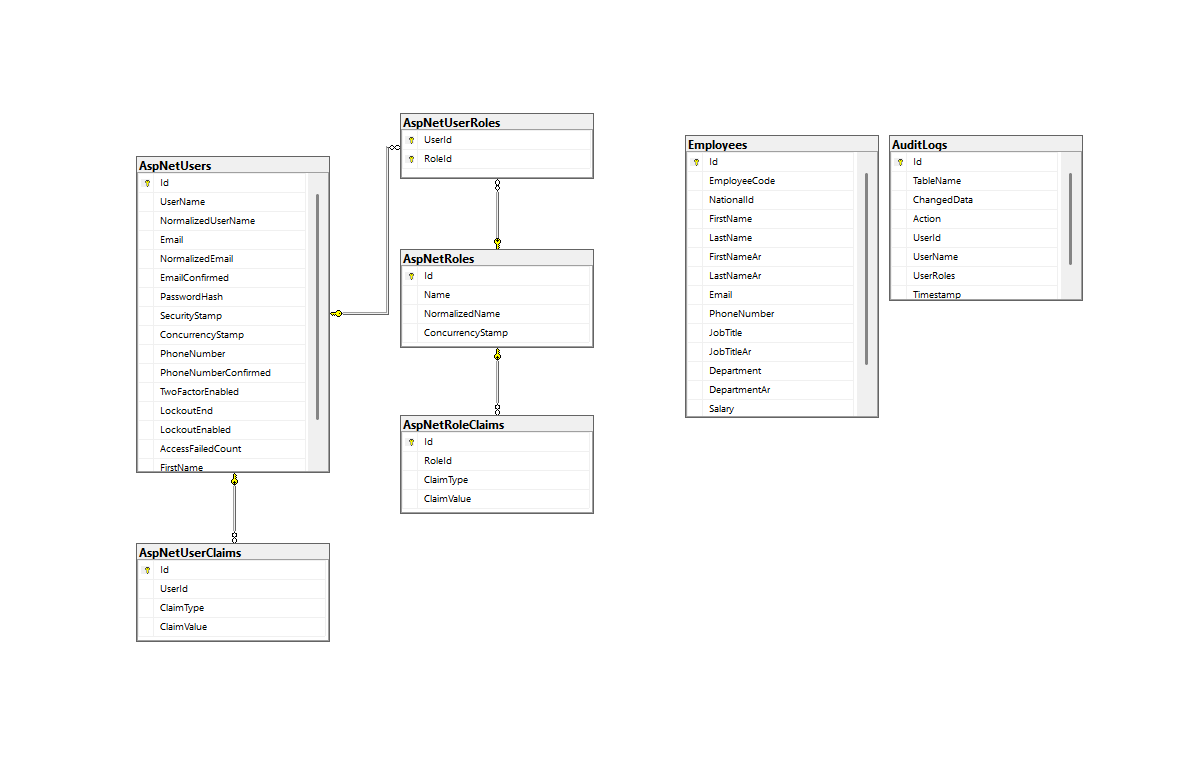 AspNetUsers
Id
UserName
NormalizedUserName
Email
NormalizedEmail
EmailConfirmed
PasswordHash
SecurityStamp
ConcurrencyStamp
PhoneNumber
PhoneNumberConfirmed
TwoFactorEnabled
LockoutEnd
LockoutEnabled
AccessFailedCount
FirstName
AspNetUserClaims
Id
UserId
ClaimType
ClaimValue
AspNetUserRoles
UserId
RoleId
AspNetRoles
Id
Name
NormalizedName
ConcurrencyStamp
AspNetRoleClaims
Id
RoleId
ClaimType
ClaimValue
Employees
Id
EmployeeCode
NationalId
FirstName
LastName
FirstNameAr
LastNameAr
Email
PhoneNumber
JobTitle
JobTitleAr
Department
DepartmentAr
Salary
AuditLogs
Id
TableName
ChangedData
Action
UserId
UserName
UserRoles
Timestamp